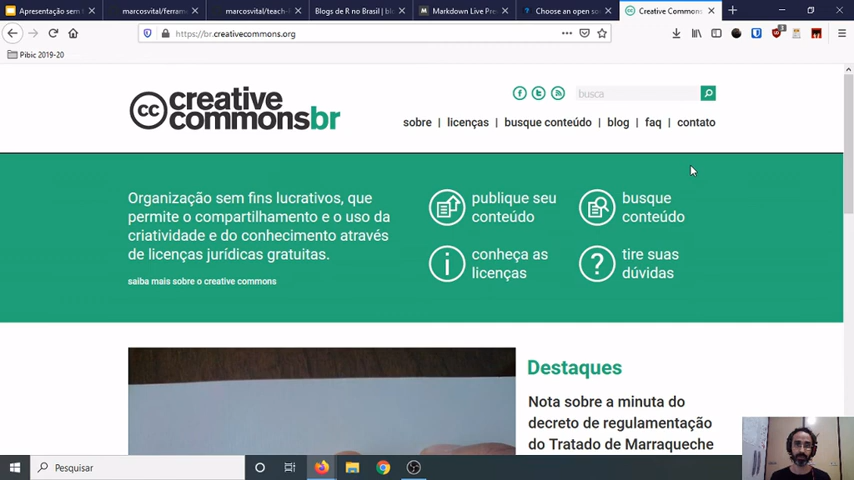 Apresentação sem
marcosvital/ferram
marcosvital/teach-
Blogs de R no Brasil | blo
Markdown Live Pre
Choose an open so
Creative Commons
https://br.creativecommons.org
Pibic 2019-20
creative
commonsbr
cc
busca
sobre | licenças | busque conteúdo | blog | faq | contato
Organização sem fins lucrativos, que
permite o compartilhamento e o uso da
criatividade e do conhecimento através
de licenças jurídicas gratuitas.
saiba mais sobre o creative commons
publique seu
conteúdo
busque
conteúdo
conheça as
licenças
tire suas
dúvidas
Destaques
Nota sobre a minuta do
decreto de regulamentação
do Tratado de Marraqueche
Pesquisar